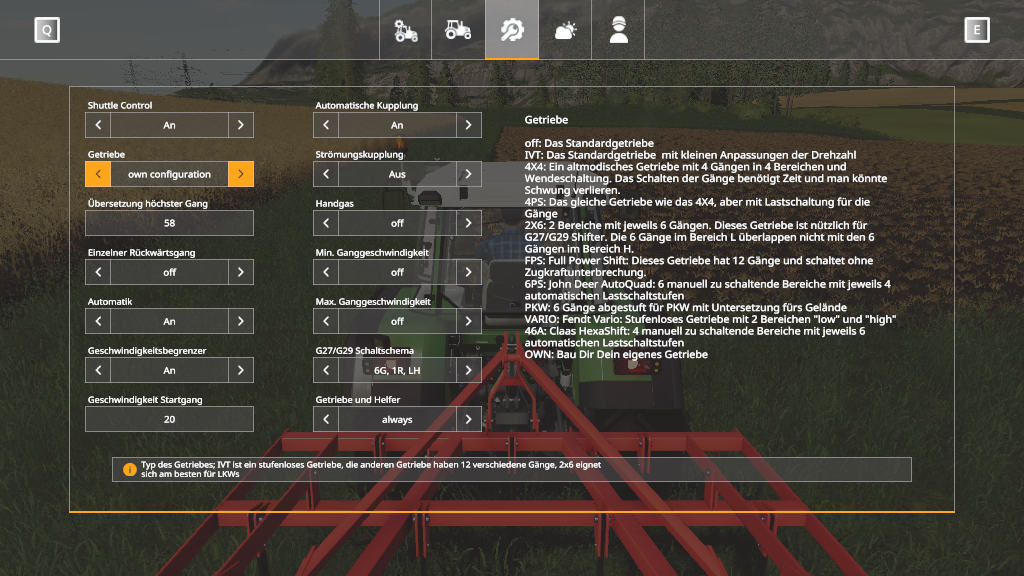 Q
E
Shuttle Control
An
Getriebe
own configuration
Übersetzung höchster Gang
58
Einzelner Rückwärtsgang
off
Automatik
An
Geschwindigkeitsbegrenzer
An
Geschwindigkeit Startgang
20
Automatische Kupplung
An
Strömungskupplung
Aus
Handgas
off
Min. Ganggeschwindigkeit
off
Max. Ganggeschwindigkeit
off
G27/G29 Schaltschema
6G, 1R, LH
Getriebe und Helfer
always
Getriebe
off: Das Standardgetriebe
IVT: Das Standardgetriebe mit kleinen Anpassungen der Drehzahl
4X4: Ein altmodisches Getriebe mit 4 Gängen in 4 Bereichen und
Wendeschaltung. Das Schalten der Gänge benötigt Zeit und man könnte
Schwung verlieren.
4PS: Das gleiche Getriebe wie das 4X4, aber mit Lastschaltung für die
Gänge
2X6: 2 Bereiche mit jeweils 6 Gängen. Dieses Getriebe ist nützlich für
G27/G29 Shifter. Die 6 Gänge im Bereich L überlappen nicht mit den 6
Gängen im Bereich H.
FPS: Full Power Shift: Dieses Getriebe hat 12 Gänge und schaltet ohne
Zugkraftunterbrechung.
6PS: John Deer AutoQuad: 6 manuell zu schaltende Bereiche mit jeweils 4
automatischen Lastschaltstufen
PKW: 6 Gänge abgestuft für PKW mit Untersetzung fürs Gelände
VARIO: Fendt Vario: Stufenloses Getriebe mit 2 Bereichen "low" und "high"
46A: Claas HexaShift: 4 manuell zu schaltende Bereiche mit jeweils 6
automatischen Lastschaltstufen
OWN: Bau Dir Dein eigenes Getriebe
Typ des Getriebes; IVT ist ein stufenloses Getriebe, die anderen Getriebe haben 12 verschiedene Gänge, 2x6 eignet
sich am besten für LKWs